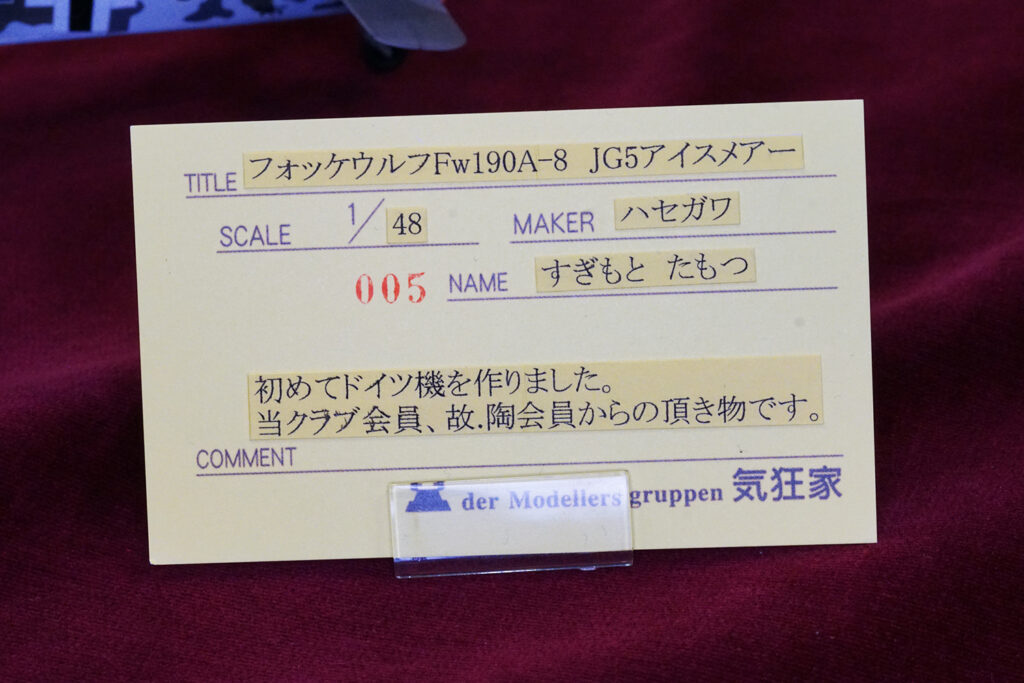 TITLE フォッケウルフFw190A-8 JG5アイスメアー
SCALE 1/48 MAKER ハセガワ
005 NAME すぎもと たもつ
初めてドイツ機を作りました。
当クラブ会員、故.陶会員からの頂き物です。
COMMENT
der Modellers gruppen 気狂家